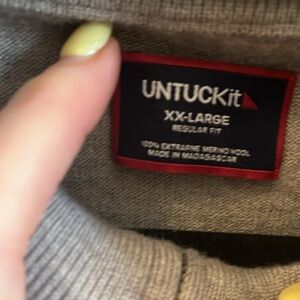 UNTUCKit
XX-LARGE
REGULAR FIT
100% EXTRAFINE MERINO WOOL
MADE IN MADAGASCAR